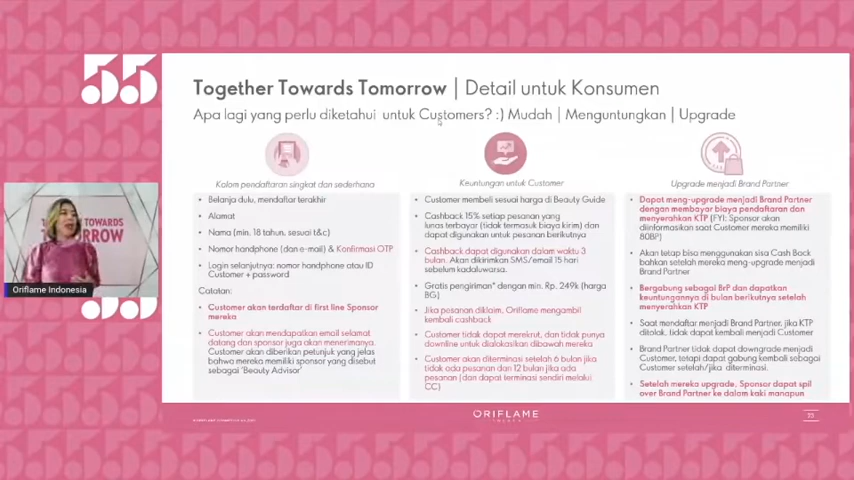 55
Together Towards Tomorrow | Detail untuk Konsumen
Apa lagi yang perlu diketahui untuk Customers? :) Mudah | Menguntungkan | Upgrade
Kolom pendaftaran singkat dan sederhana
• Belanja dulu, mendaftar terakhir
• Alamat
• Nama (min. 18 tahun, sesuai t&c)
• Nomor handphone (dan e-mail) & Konfirmasi OTP
• Login selanjutnya: nomor handphone atau ID
Customer + password
Catatan:
• Customer akan terdaftar di first line Sponsor
mereka
• Customer akan mendapatkan email selamat
datang dan sponsor juga akan menerimanya.
Customer akan diberikan petunjuk yang jelas
bahwa mereka memiliki sponsor yang disebut
sebagai 'Beauty Advisor'
Keuntungan untuk Customer
• Customer membeli sesuai harga di Beauty Guide
• Cashback 15% setiap pesanan yang
lunas terbayar (tidak termasuk biaya kirim) dan
dapat digunakan untuk pesanan berikutnya
• Cashback dapat digunakan dalam waktu 3
bulan. Akan dikirimkan SMS/email 15 hari
sebelum kadaluwarsa.
• Gratis pengiriman* dengan min. Rp. 249k (harga
BG)
• Jika pesanan diklaim, Oriflame mengambil
kembali cashback
• Customer tidak dapat merekrut, dan tidak punya
downline untuk dialokasikan dibawah mereka
• Customer akan diterminasi setelah 6 bulan jika
tidak ada pesanan dan 12 bulan jika ada
pesanan (dan dapat terminasi sendiri melalui
CC)
Upgrade menjadi Brand Partner
• Dapat meng-upgrade menjadi Brand Partner
dengan membayar biaya pendaftaran dan
menyerahkan KTP (FYI: Sponsor akan
diinformasikan saat Customer mereka memiliki
80BP)
• Akan tetap bisa menggunakan sisa Cash Back
bahkan setelah mereka meng-upgrade menjadi
Brand Partner
• Bergabung sebagai BrP dan dapatkan
keuntungannya di bulan berikutnya setelah
menyerahkan KTP
• Saat mendaftar menjadi Brand Partner, jika KTP
ditolak, tidak dapat kembali menjadi Customer
• Brand Partner tidak dapat downgrade menjadi
Customer, tetapi dapat gabung kembali sebagai
Customer setelah/jika diterminasi.
• Setelah mereka upgrade, Sponsor dapat spil
over Brand Partner ke dalam kaki manapun
TOWARDS
RROW
Oriflame Indonesia
ORIFLAME